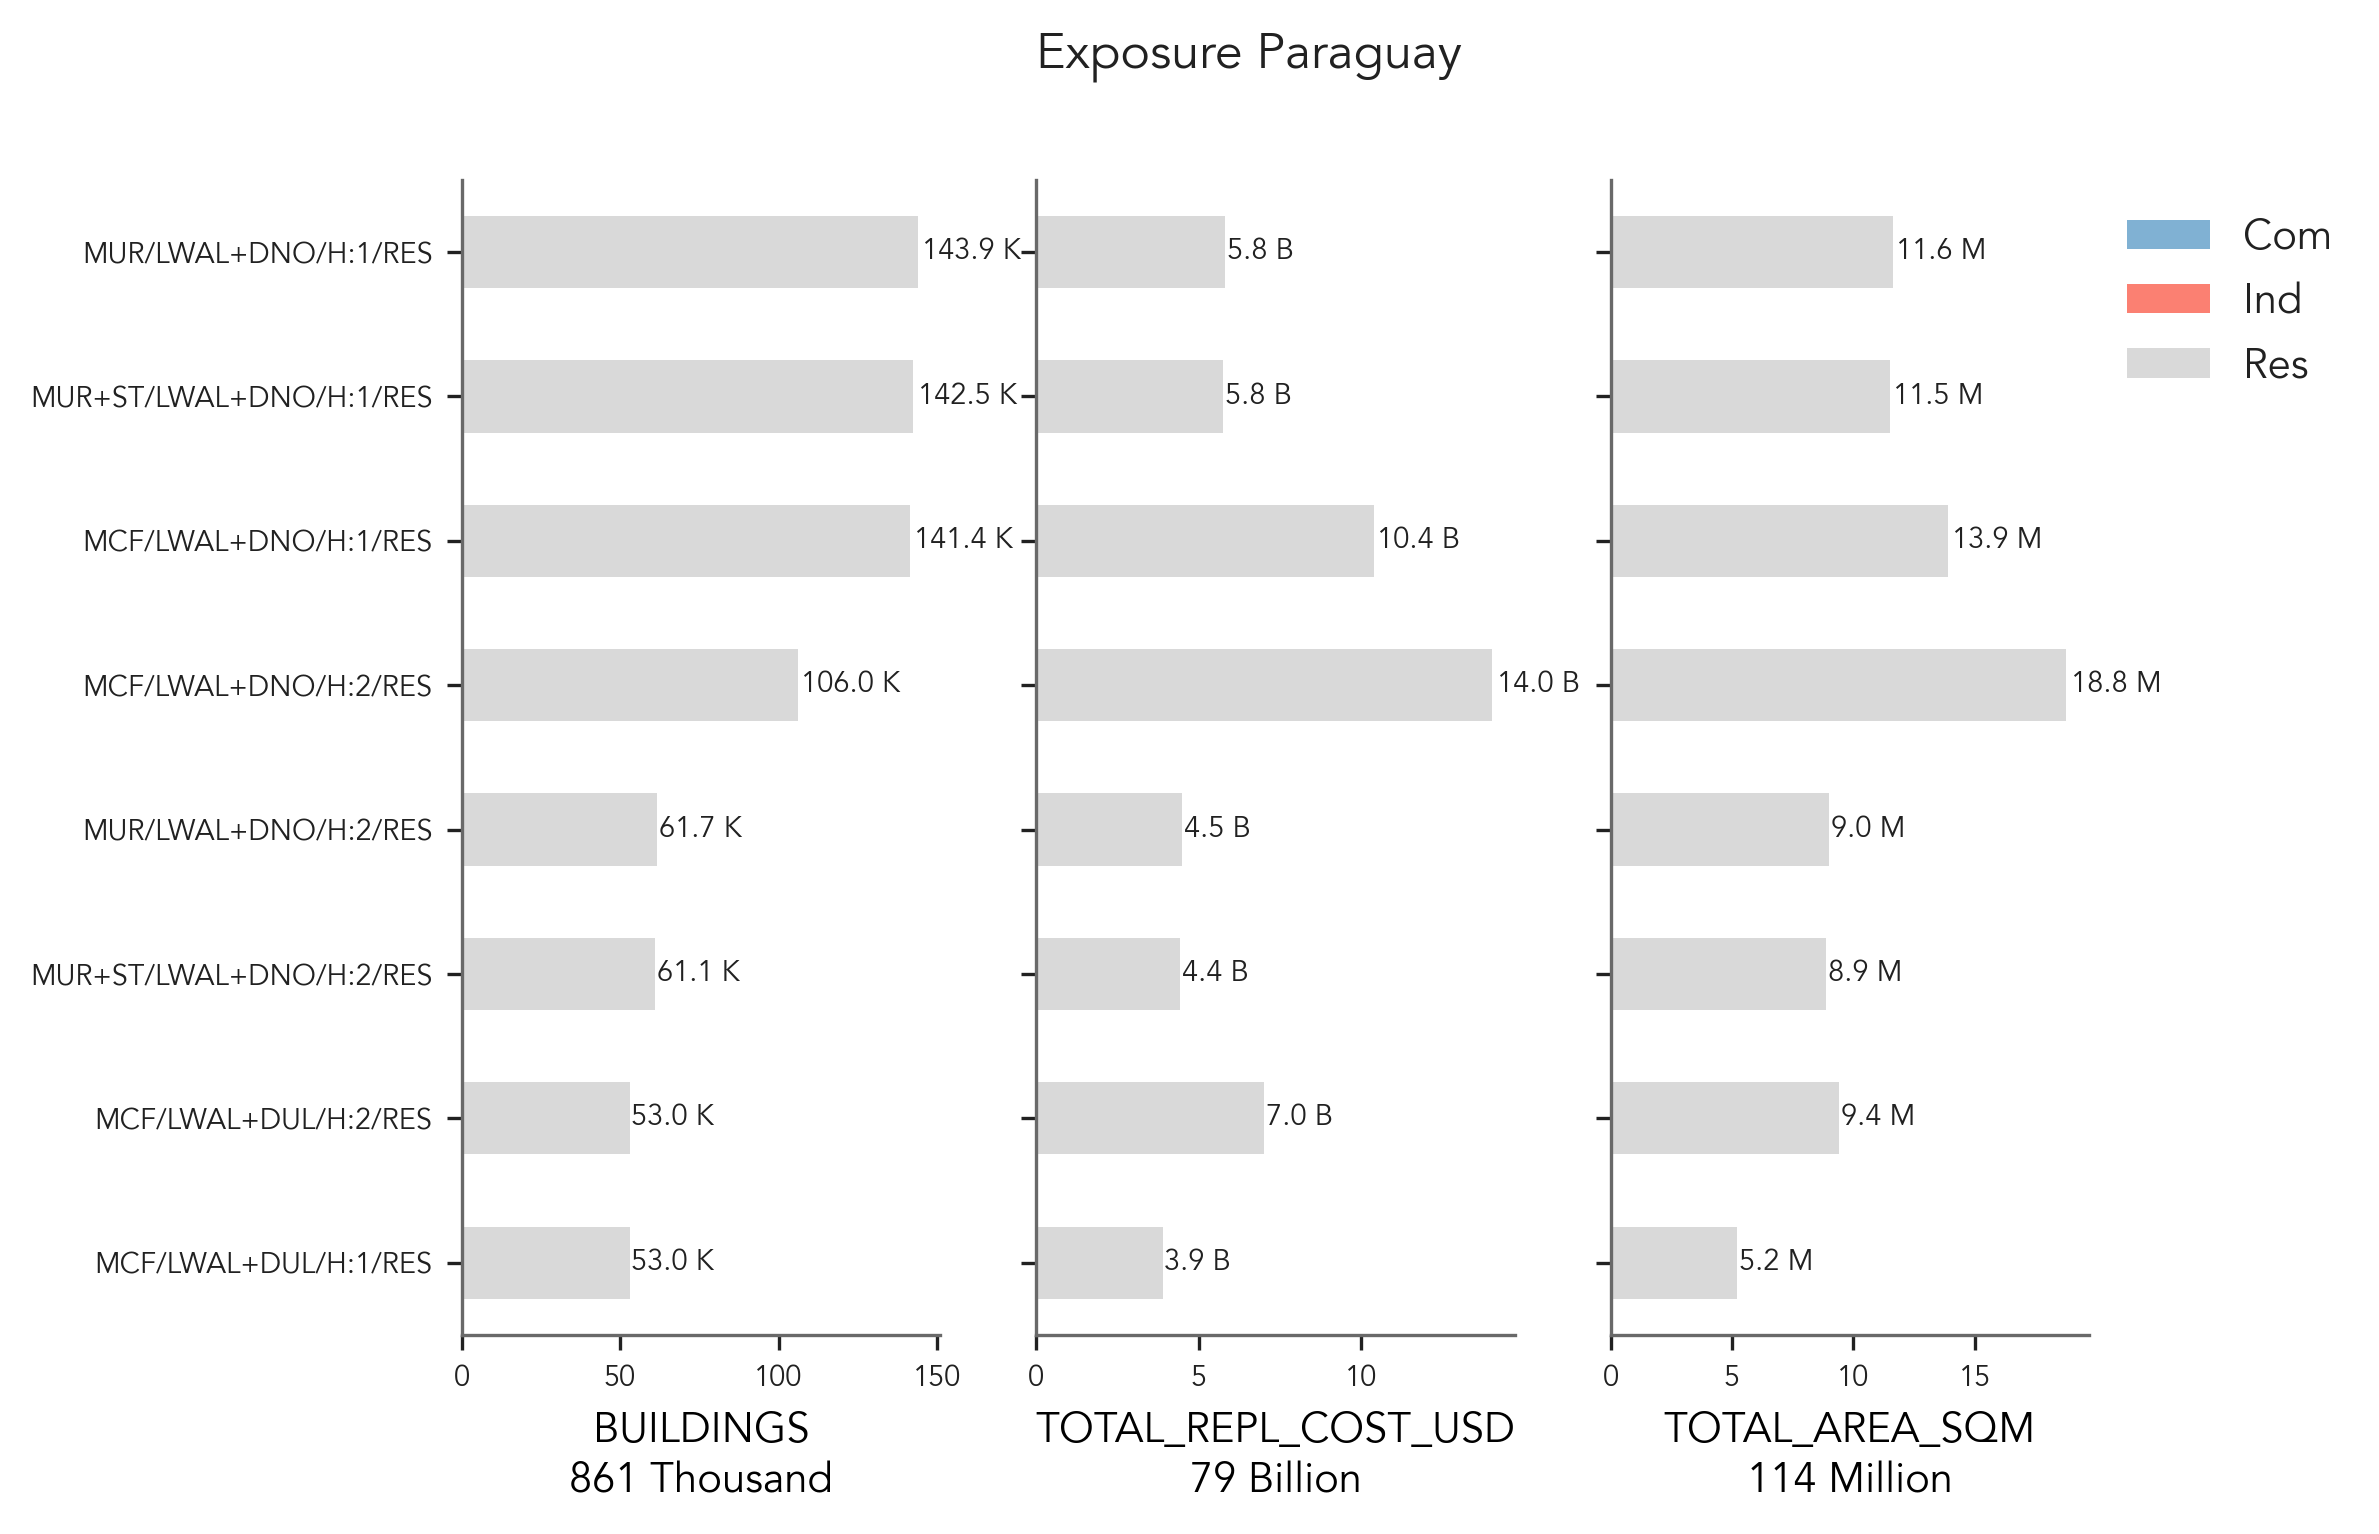 Exposure Paraguay
MUR/LWAL+DNO/H:1/RES 143.9 K 5.8 B 11.6 M
MUR+ST/LWAL+DNO/H:1/RES 142.5 K 5.8 B 11.5 M
MCF/LWAL+DNO/H:1/RES 141.4 K 10.4 B 13.9 M
MCF/LWAL+DNO/H:2/RES 106.0 K 14.0 B 18.8 M
MUR/LWAL+DNO/H:2/RES 61.7 K 4.5 B 9.0 M
MUR+ST/LWAL+DNO/H:2/RES 61.1 K 4.4 B 8.9 M
MCF/LWAL+DUL/H:2/RES 53.0 K 7.0 B 9.4 M
MCF/LWAL+DUL/H:1/RES 53.0 K 3.9 B 5.2 M
0 50 100 150 0 5 10 0 5 10 15
BUILDINGS TOTAL_REPL_COST_USD TOTAL_AREA_SQM
861 Thousand 79 Billion 114 Million
Com
Ind
Res